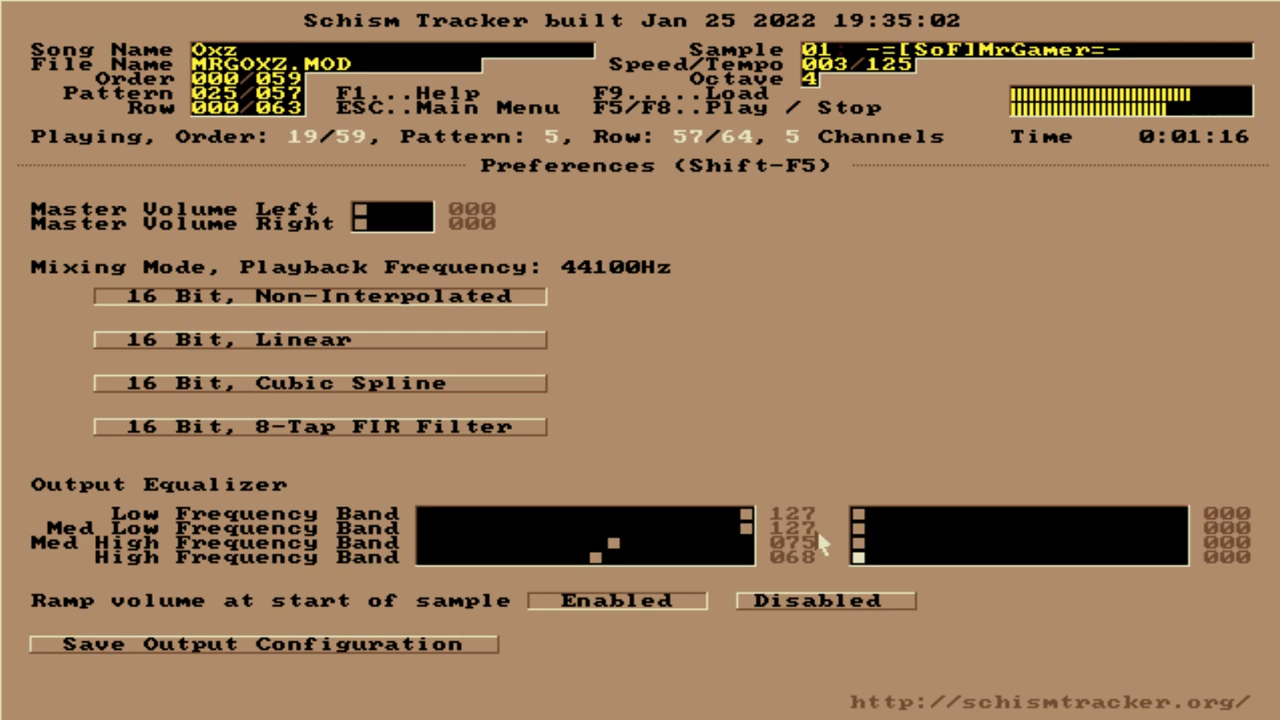 Schism Tracker built Jan 25 2022 19:35:02
Song Name Oxz Sample 01 -=[SoF]MrGamer=-
File Name MRGOXZ.MOD Speed/Tempo 003/125
Order 000/059 Octave 4
Pattern 025/057 F1...Help F9.....Load
Row 000/063 ESC..Main Menu F5/F8..Play / Stop
Playing, Order: 19/59, Pattern: 5, Row: 57/64, 5 Channels Time 0:01:16
Preferences (Shift-F5)
Master Volume Left 000
Master Volume Right 000
Mixing Mode, Playback Frequency: 44100Hz
16 Bit, Non-Interpolated
16 Bit, Linear
16 Bit, Cubic Spline
16 Bit, 8-Tap FIR Filter
Output Equalizer
Low Frequency Band 127 000
Med Low Frequency Band 127 000
Med High Frequency Band 075 000
High Frequency Band 068 000
Ramp volume at start of sample Enabled Disabled
Save Output Configuration
http://schismtracker.org/